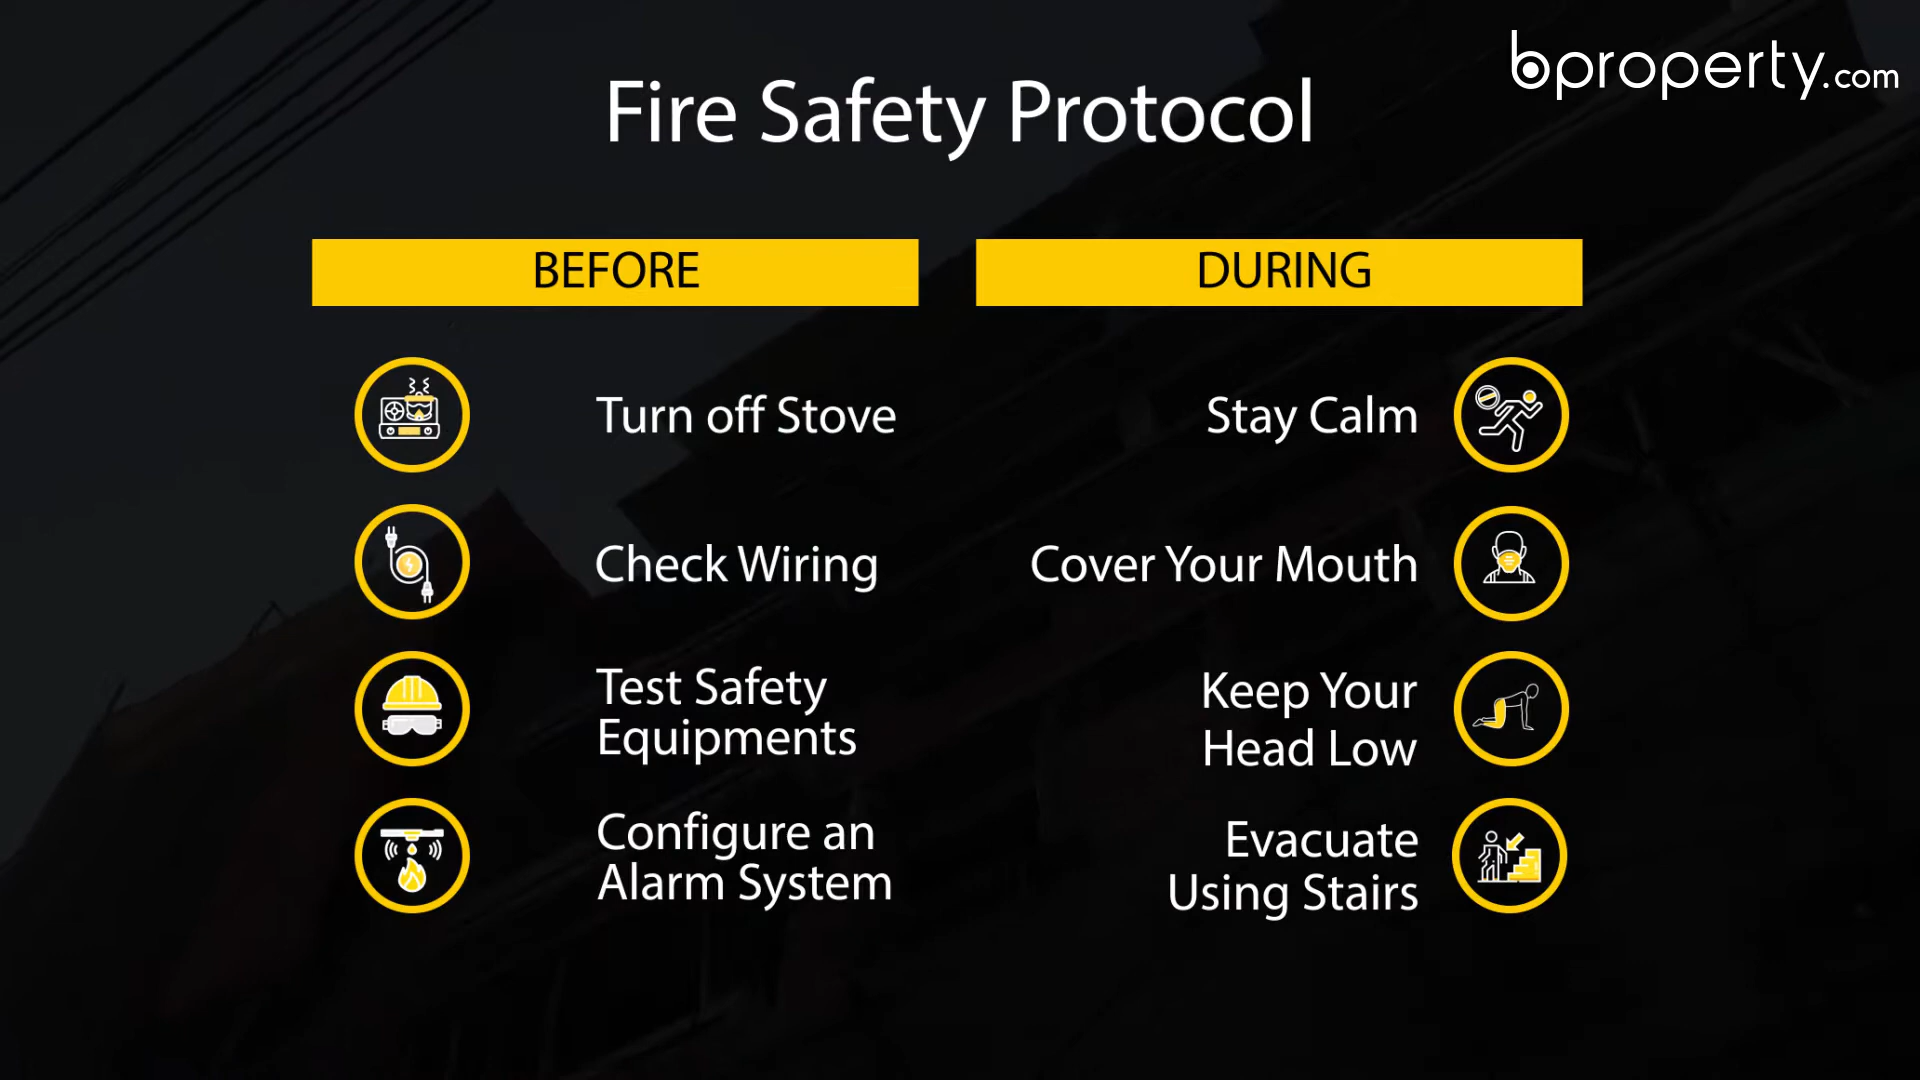 bproperty.com
Fire Safety Protocol
BEFORE
Turn off Stove
Check Wiring
Test Safety
Equipments
Configure an
Alarm System
DURING
Stay Calm
Cover Your Mouth
Keep Your
Head Low
Evacuate
Using Stairs